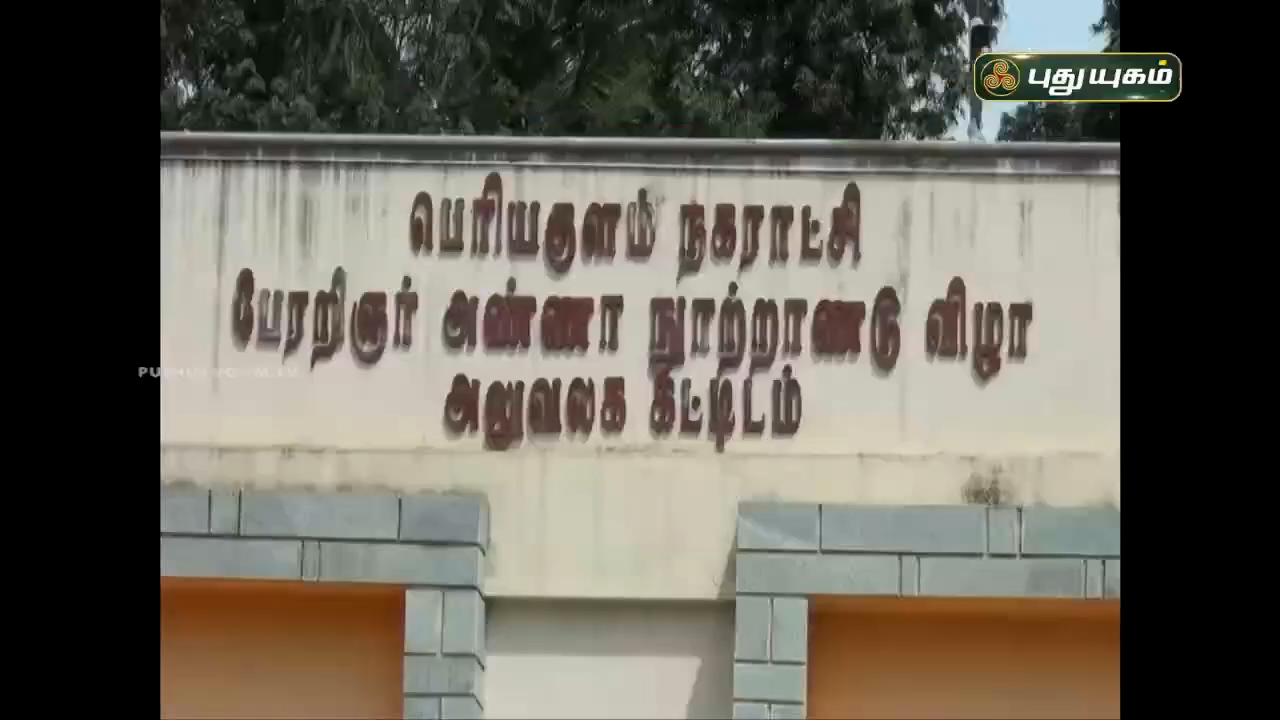 புதுயுகம்
பெரியகுளம் நகராட்சி
பேரறிஞர் அண்ணா நூற்றாண்டு விழா
அலுவலக கட்டிடம்